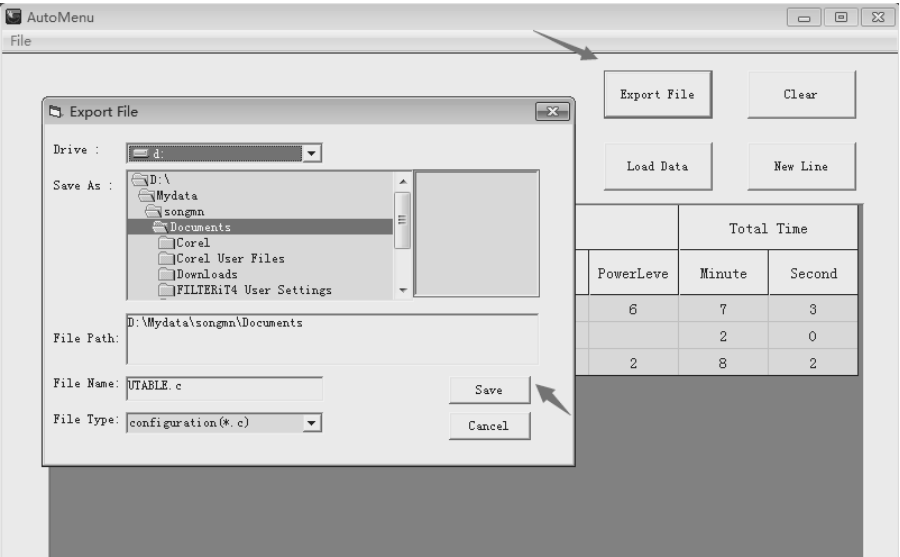 AutoMenu
File
Export File
Clear
Load Data
New Line
Export File
Drive :
d:
Save As :
D:\
Mydata
songmn
Documents
Corel
Corel User Files
Downloads
FILTERiT4 User Settings
File Path:
D:\Mydata\songmn\Documents
File Name:
UTABLE.c
Save
File Type:
configuration(*.c)
Cancel
Total Time
PowerLeve Minute Second
6 7 3
2 0
2 8 2